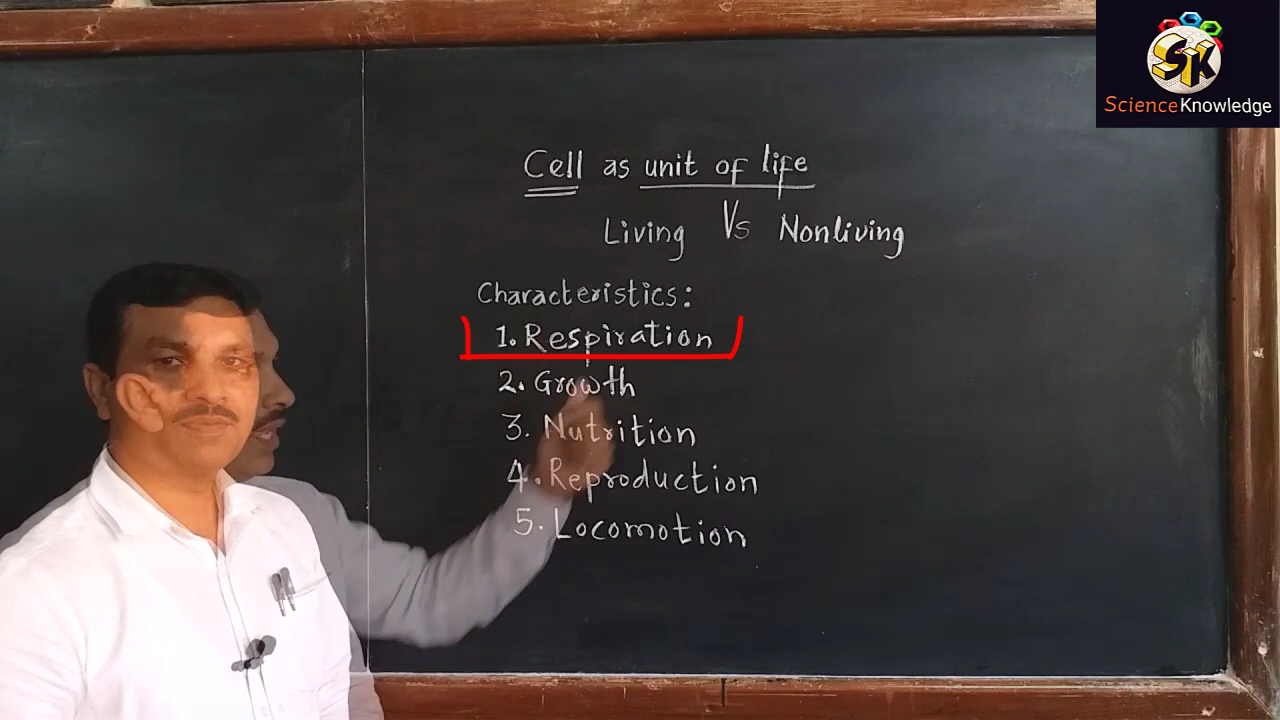 SK
ScienceKnowledge
Cell as unit of life
Living Vs Nonliving
Characteristics:
1. Respiration
2. Growth
3. Nutrition
4. Reproduction
5. Locomotion